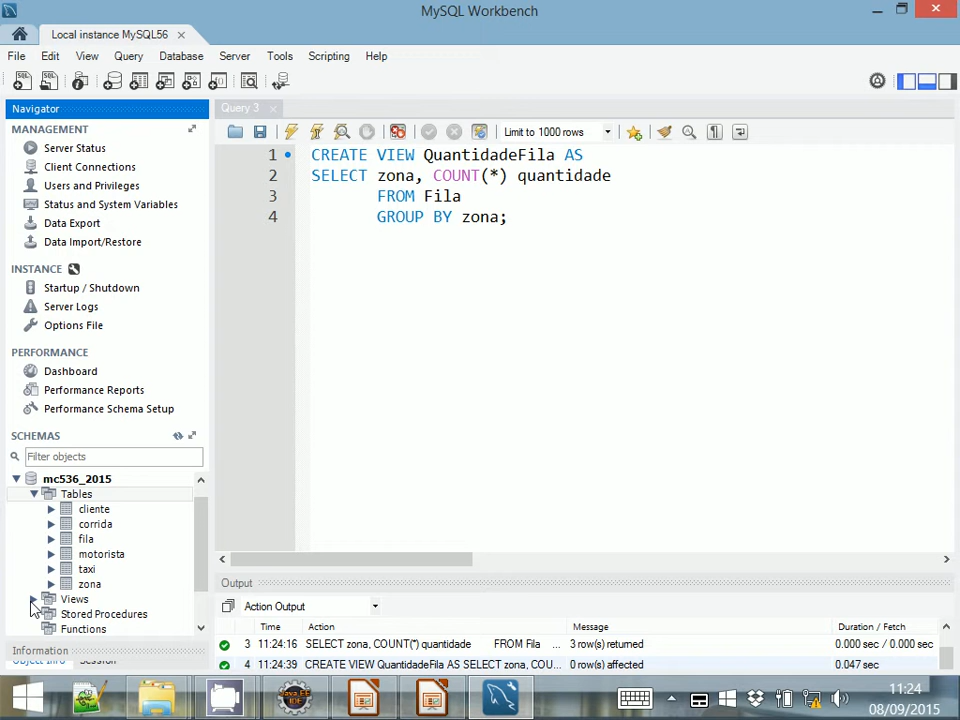 MySQL Workbench
Local instance MySQL56
File Edit View Query Database Server Tools Scripting Help
Navigator
MANAGEMENT
Server Status
Client Connections
Users and Privileges
Status and System Variables
Data Export
Data Import/Restore
INSTANCE
Startup / Shutdown
Server Logs
Options File
PERFORMANCE
Dashboard
Performance Reports
Performance Schema Setup
SCHEMAS
Filter objects
mc536_2015
Tables
cliente
corrida
fila
motorista
taxi
zona
Views
Stored Procedures
Functions
Information
Object Info Session
Query 3
Limit to 1000 rows
1 CREATE VIEW QuantidadeFila AS
2 SELECT zona, COUNT(*) quantidade
3 FROM Fila
4 GROUP BY zona;
Output
Action Output
Time Action Message Duration / Fetch
3 11:24:16 SELECT zona, COUNT(*) quantidade FROM Fila ... 3 row(s) returned 0.000 sec / 0.000 sec
4 11:24:39 CREATE VIEW QuantidadeFila AS SELECT zona, COU... 0 row(s) affected 0.047 sec
Java EE
IDE
11:24
08/09/2015